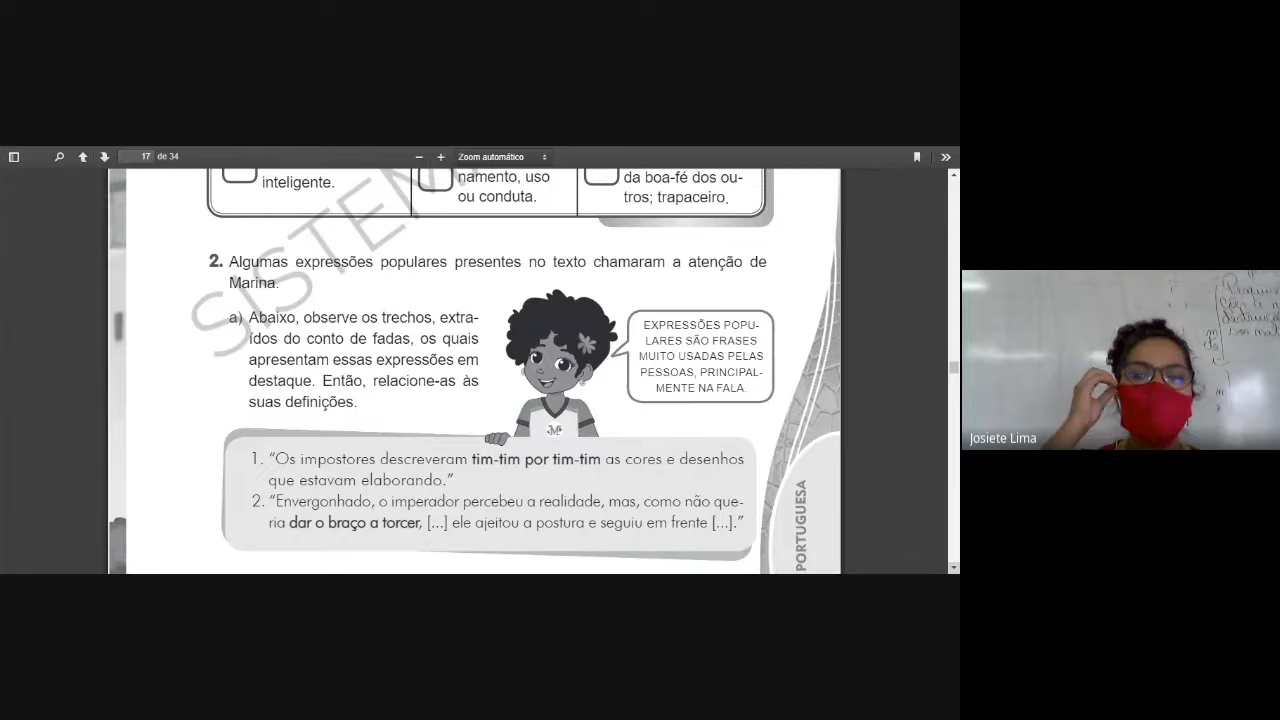 17 de 34
Zoom automático
inteligente.
namento, uso
ou conduta.
da boa-fé dos ou-
tros; trapaceiro.
SISTEM
2. Algumas expressões populares presentes no texto chamaram a atenção de
Marina.
a) Abaixo, observe os trechos, extra-
ídos do conto de fadas, os quais
apresentam essas expressões em
destaque. Então, relacione-as às
suas definições.
EXPRESSÕES POPU-
LARES SÃO FRASES
MUITO USADAS PELAS
PESSOAS, PRINCIPAL-
MENTE NA FALA.
1. “Os impostores descreveram tim-tim por tim-tim as cores e desenhos
que estavam elaborando.”
2. “Envergonhado, o imperador percebeu a realidade, mas, como não que-
ria dar o braço a torcer, [...] ele ajeitou a postura e seguiu em frente [...].”
PORTUGUESA
Josiete Lima